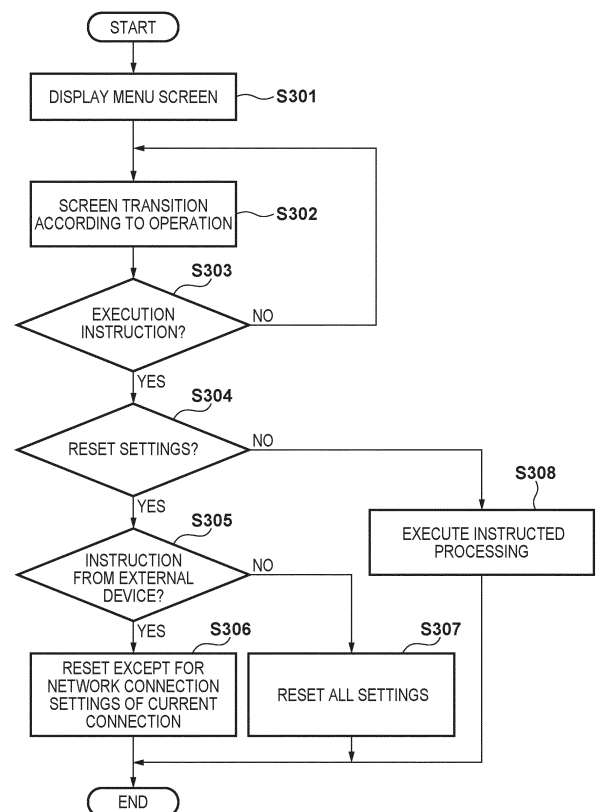 START
DISPLAY MENU SCREEN
S301
SCREEN TRANSITION
ACCORDING TO OPERATION
S302
S303
EXECUTION
INSTRUCTION?
NO
YES
S304
RESET SETTINGS?
NO
YES
S308
EXECUTE INSTRUCTED
PROCESSING
S305
INSTRUCTION
FROM EXTERNAL
DEVICE?
NO
YES
S306
RESET EXCEPT FOR
NETWORK CONNECTION
SETTINGS OF CURRENT
CONNECTION
S307
RESET ALL SETTINGS
END